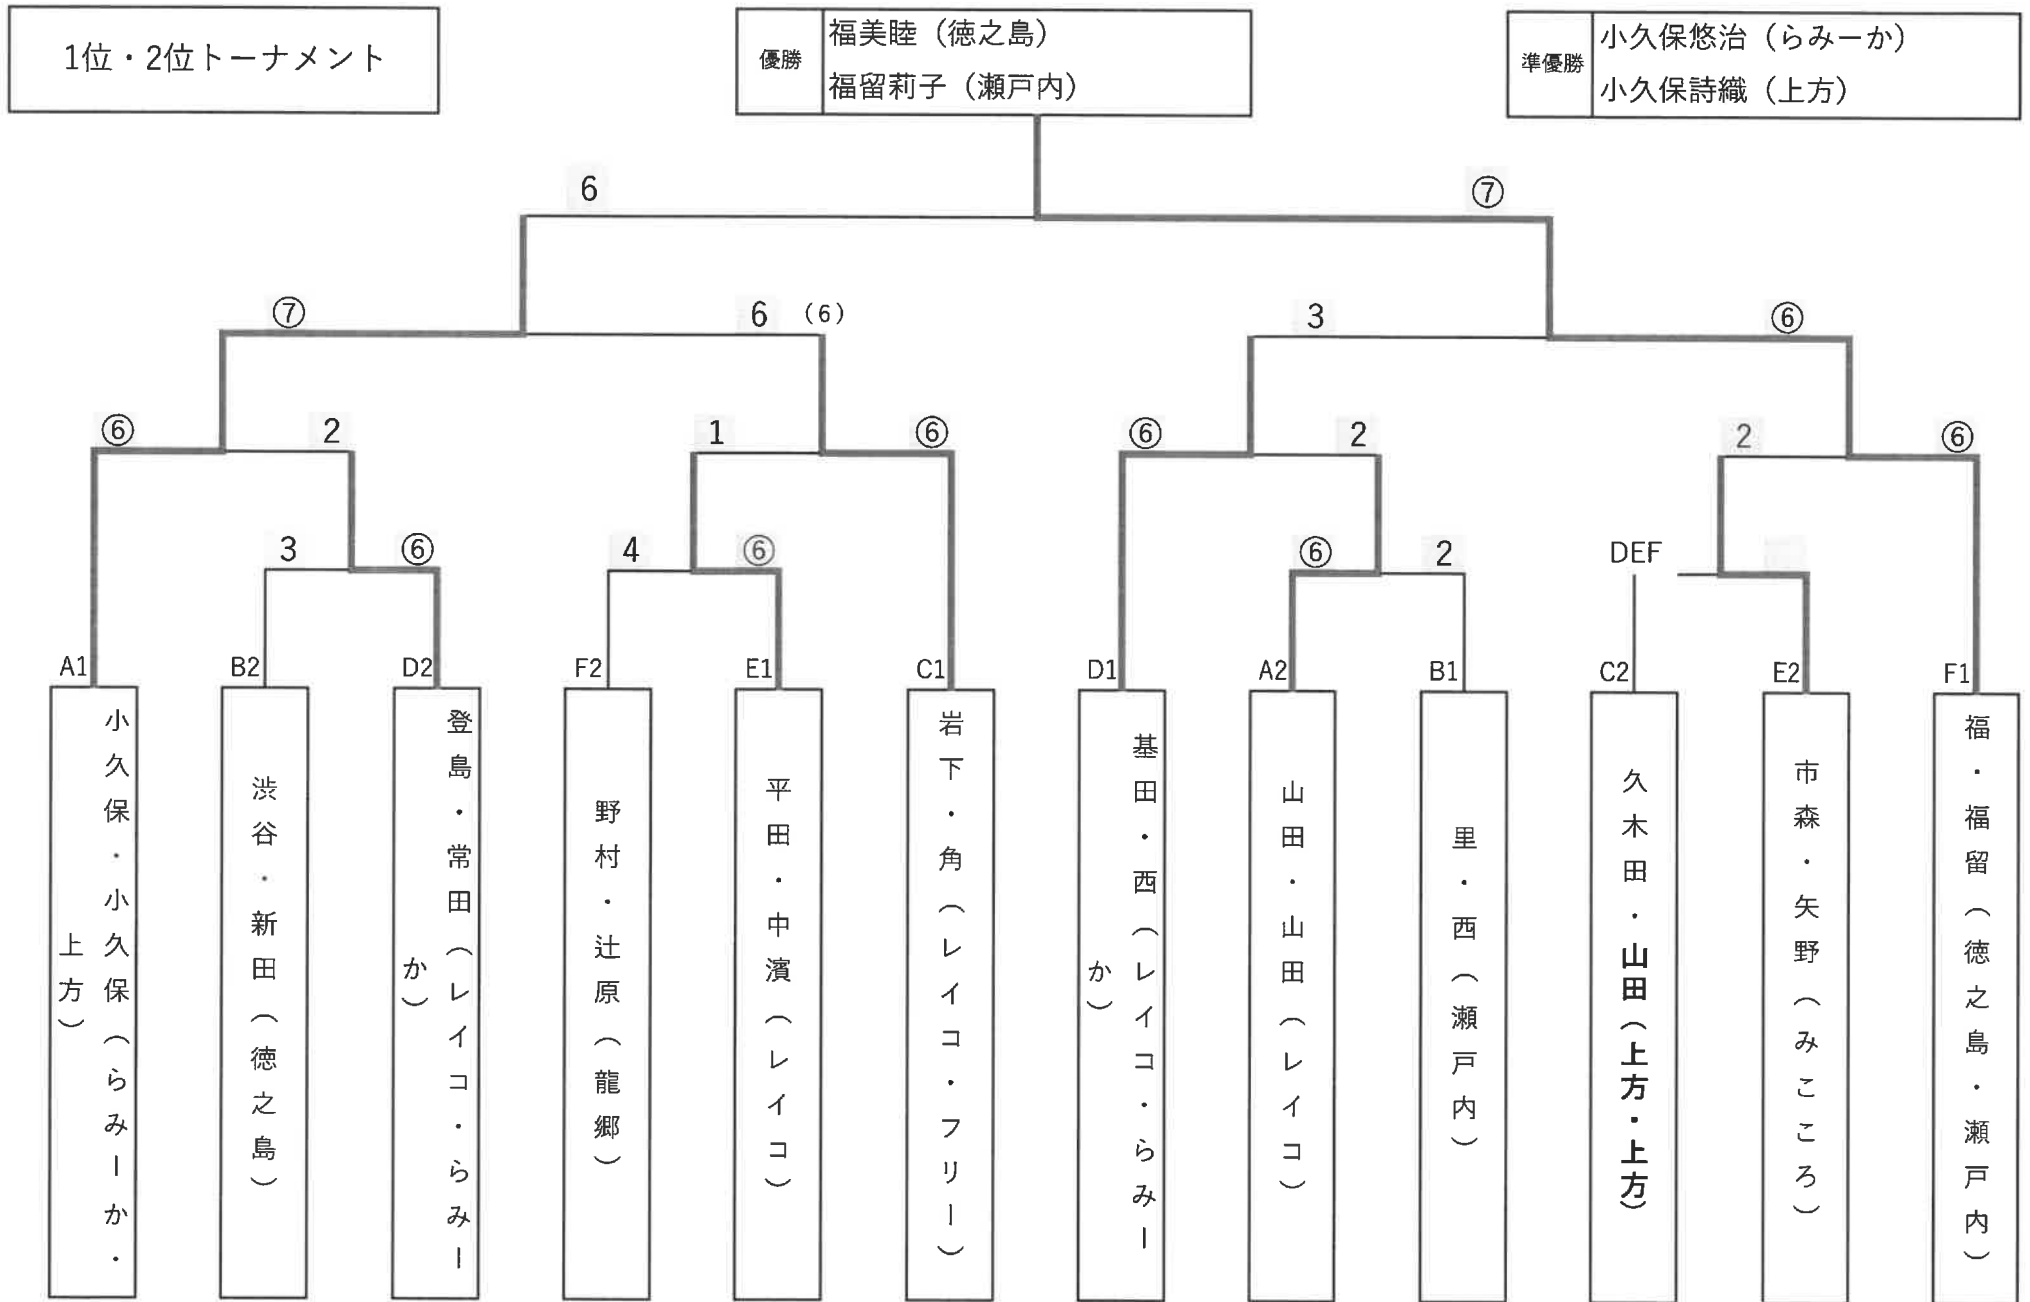 1位・2位トーナメント
優勝
福美睦（徳之島）
福留莉子（瀬戸内）
準優勝
小久保悠治（らみーか）
小久保詩織（上方）
6
⑦
⑦
6
（6）
3
⑥
⑥
2
1
⑥
⑥
2
2
⑥
3
⑥
4
⑥
⑥
2
DEF
A1
B2
D2
F2
E1
C1
D1
A2
B1
C2
E2
F1
小久保・小久保（らみーか・
上方）
渋谷・新田（徳之島）
登島・常田（レイコ・らみー
か）
野村・辻原（龍郷）
平田・中濱（レイコ）
岩下・角（レイコ・フリー）
基田・西（レイコ・らみー
か）
山田・山田（レイコ）
里・西（瀬戸内）
久木田・山田（上方・上方）
市森・矢野（みこころ）
福・福留（徳之島・瀬戸内）